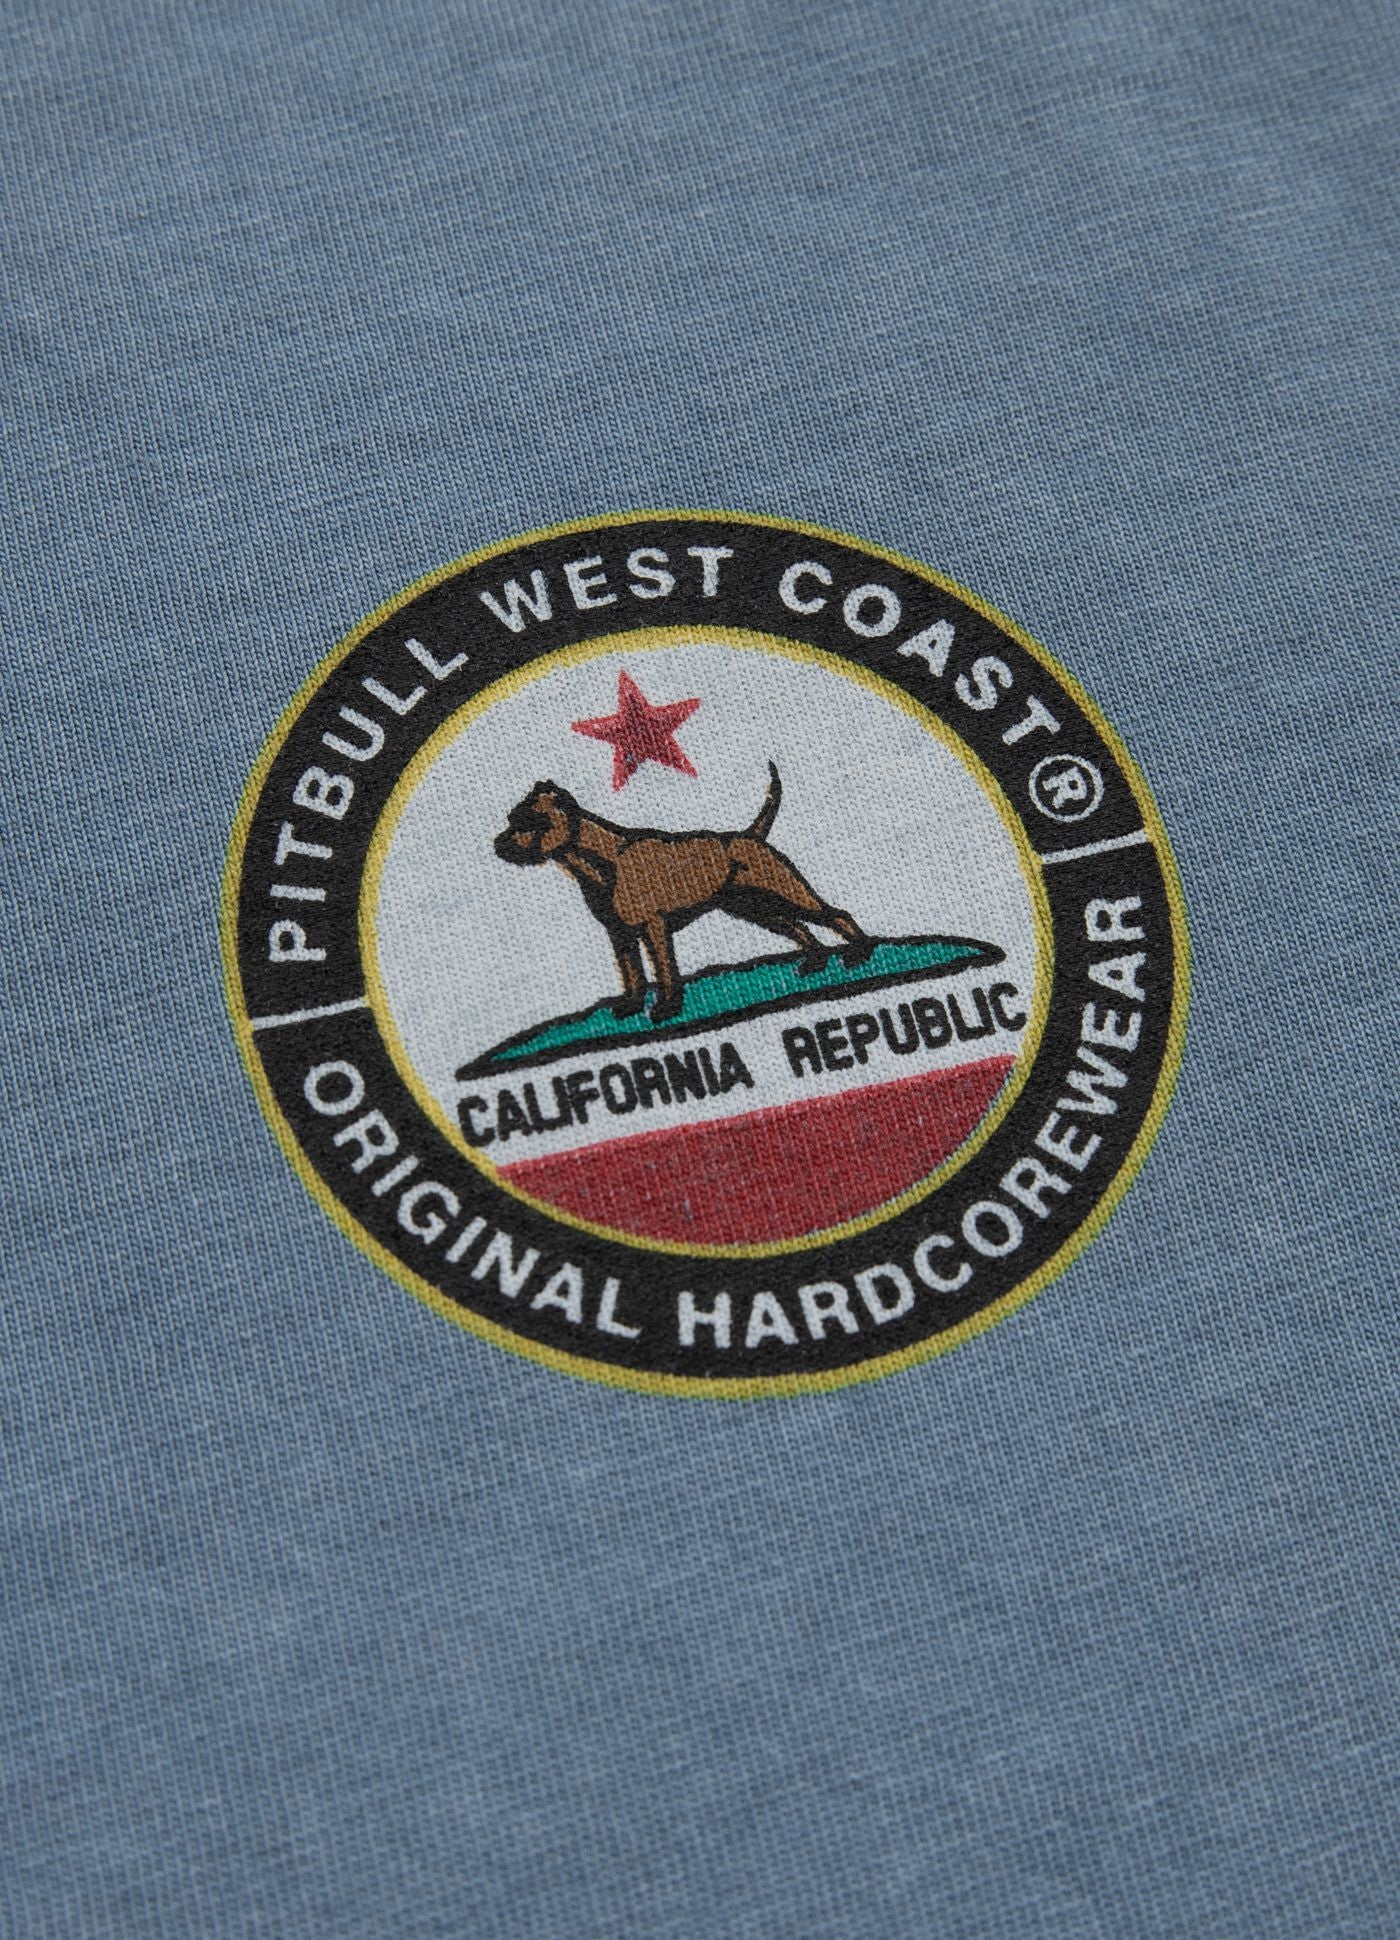 PITBULL WEST COAST®
CALIFORNIA REPUBLIC
ORIGINAL HARDCOREWEAR